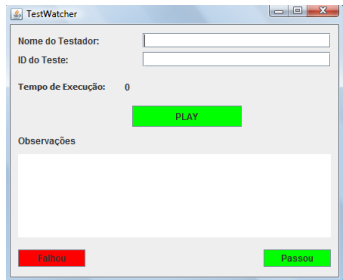 TestWatcher
Nome do Testador:
ID do Teste:
Tempo de Execução: 0
PLAY
Observações
Falhou Passou